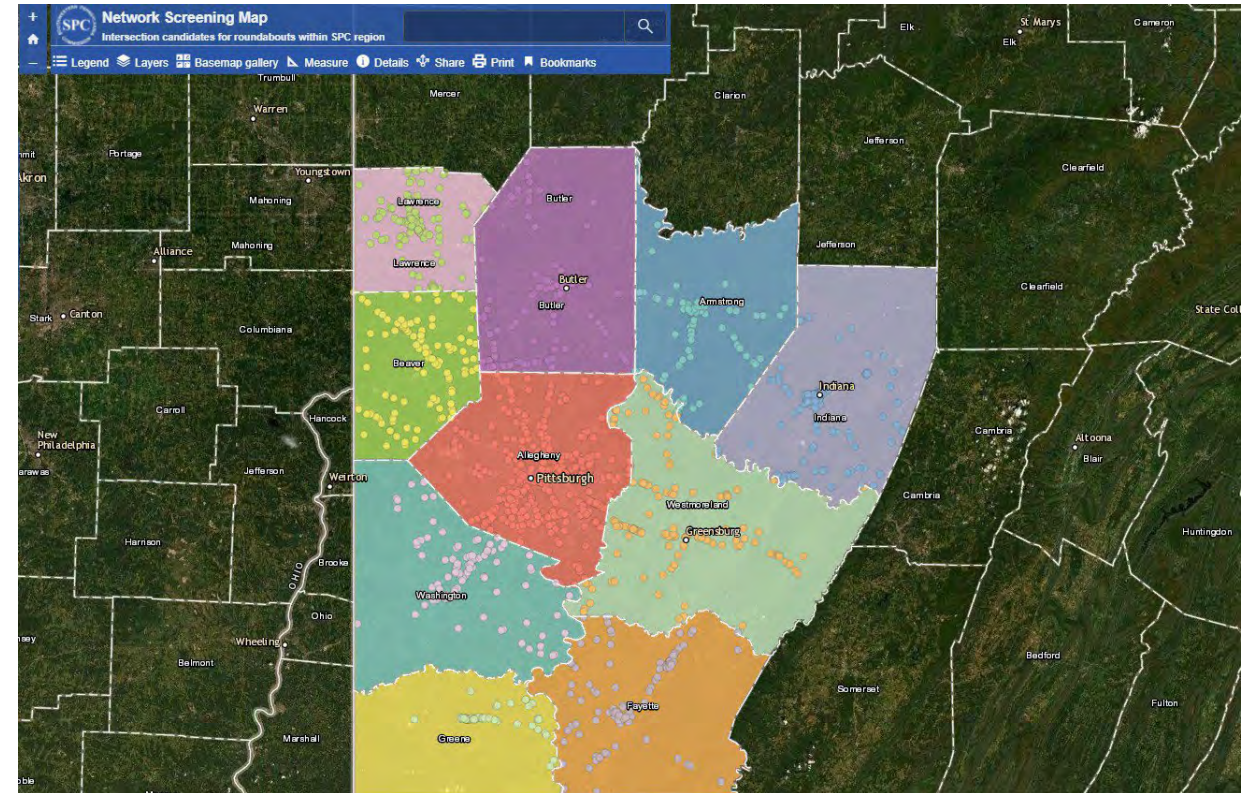 +
SPC
Network Screening Map
Intersection candidates for roundabouts within SPC region
–
Legend Layers Basemap gallery Measure Details Share Print Bookmarks
Elk
St Marys
Elk
Cameron
Trumbull
Mercer
Clarion
Warren
Jefferson
Portage
Clearfield
Akron
Youngstown
Mahoning
Lawrence
Butler
Mahoning
Alliance
Jefferson
Lawrence
Butler
Clearfield
Armstrong
Butler
Stark
Canton
Columbiana
State Col
Beaver
Indiana
Carroll
Hancock
Indiana
Cambria
New
Philadelphia
Altoona
Allegheny
Blair
arawas
Jefferson
Weirton
Pittsburgh
Cambria
Westmoreland
Greensburg
Huntingdon
Harrison
OHIO
Brooke
Washington
Ohio
Wheeling
Belmont
Bedford
Somerset
Fulton
Fayette
Marshall
Greene